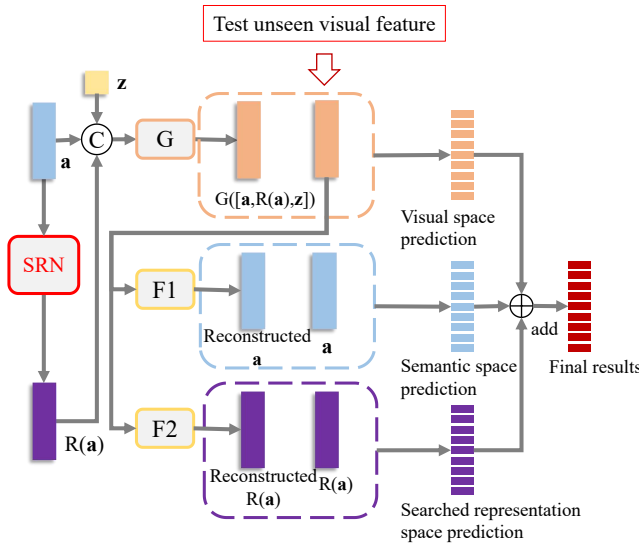 Test unseen visual feature
z
C
G
a
G([a,R(a),z])
Visual space
prediction
SRN
F1
Reconstructed
a
a
add
Semantic space
prediction
Final results
F2
R(a)
Reconstructed
R(a)
R(a)
Searched representation
space prediction